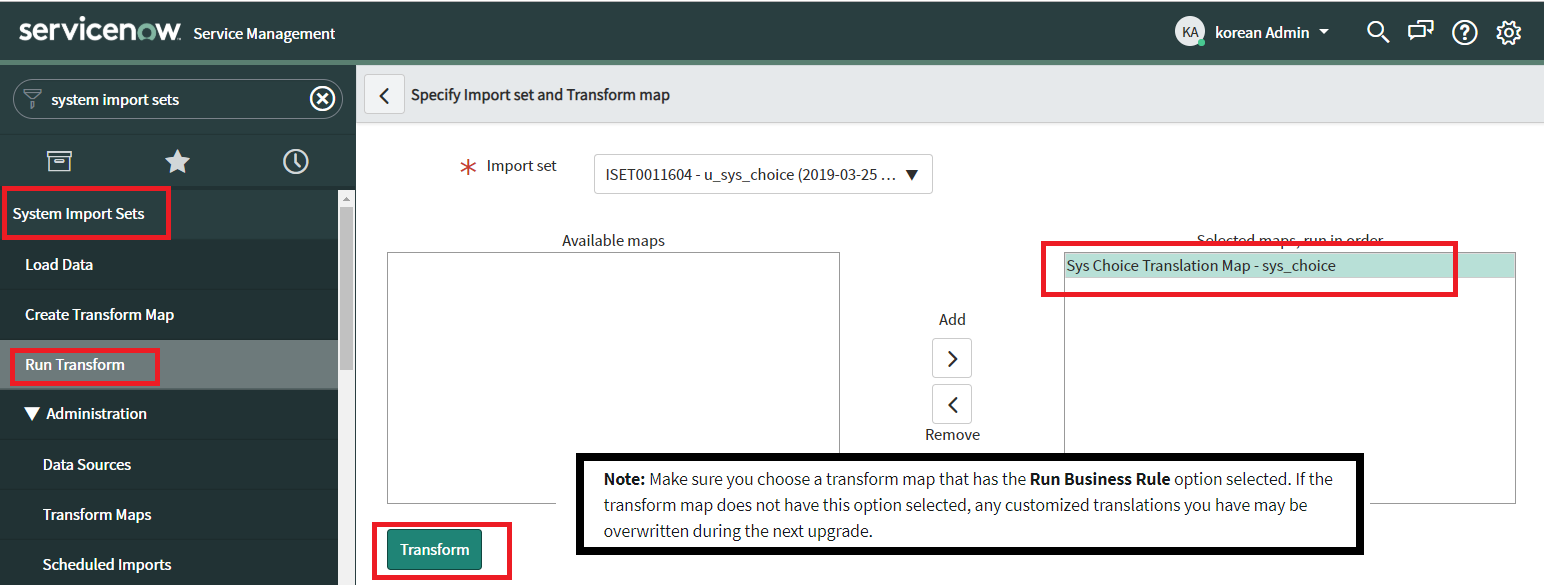 servicenow Service Management
KA korean Admin
system import sets
Specify Import set and Transform map
Import set
ISET0011604 - u_sys_choice (2019-03-25 ...
System Import Sets
Load Data
Create Transform Map
Run Transform
Administration
Data Sources
Transform Maps
Scheduled Imports
Available maps
Selected maps, run in order
Sys Choice Translation Map - sys_choice
Add
Remove
Note: Make sure you choose a transform map that has the Run Business Rule option selected. If the
transform map does not have this option selected, any customized translations you have may be
overwritten during the next upgrade.
Transform